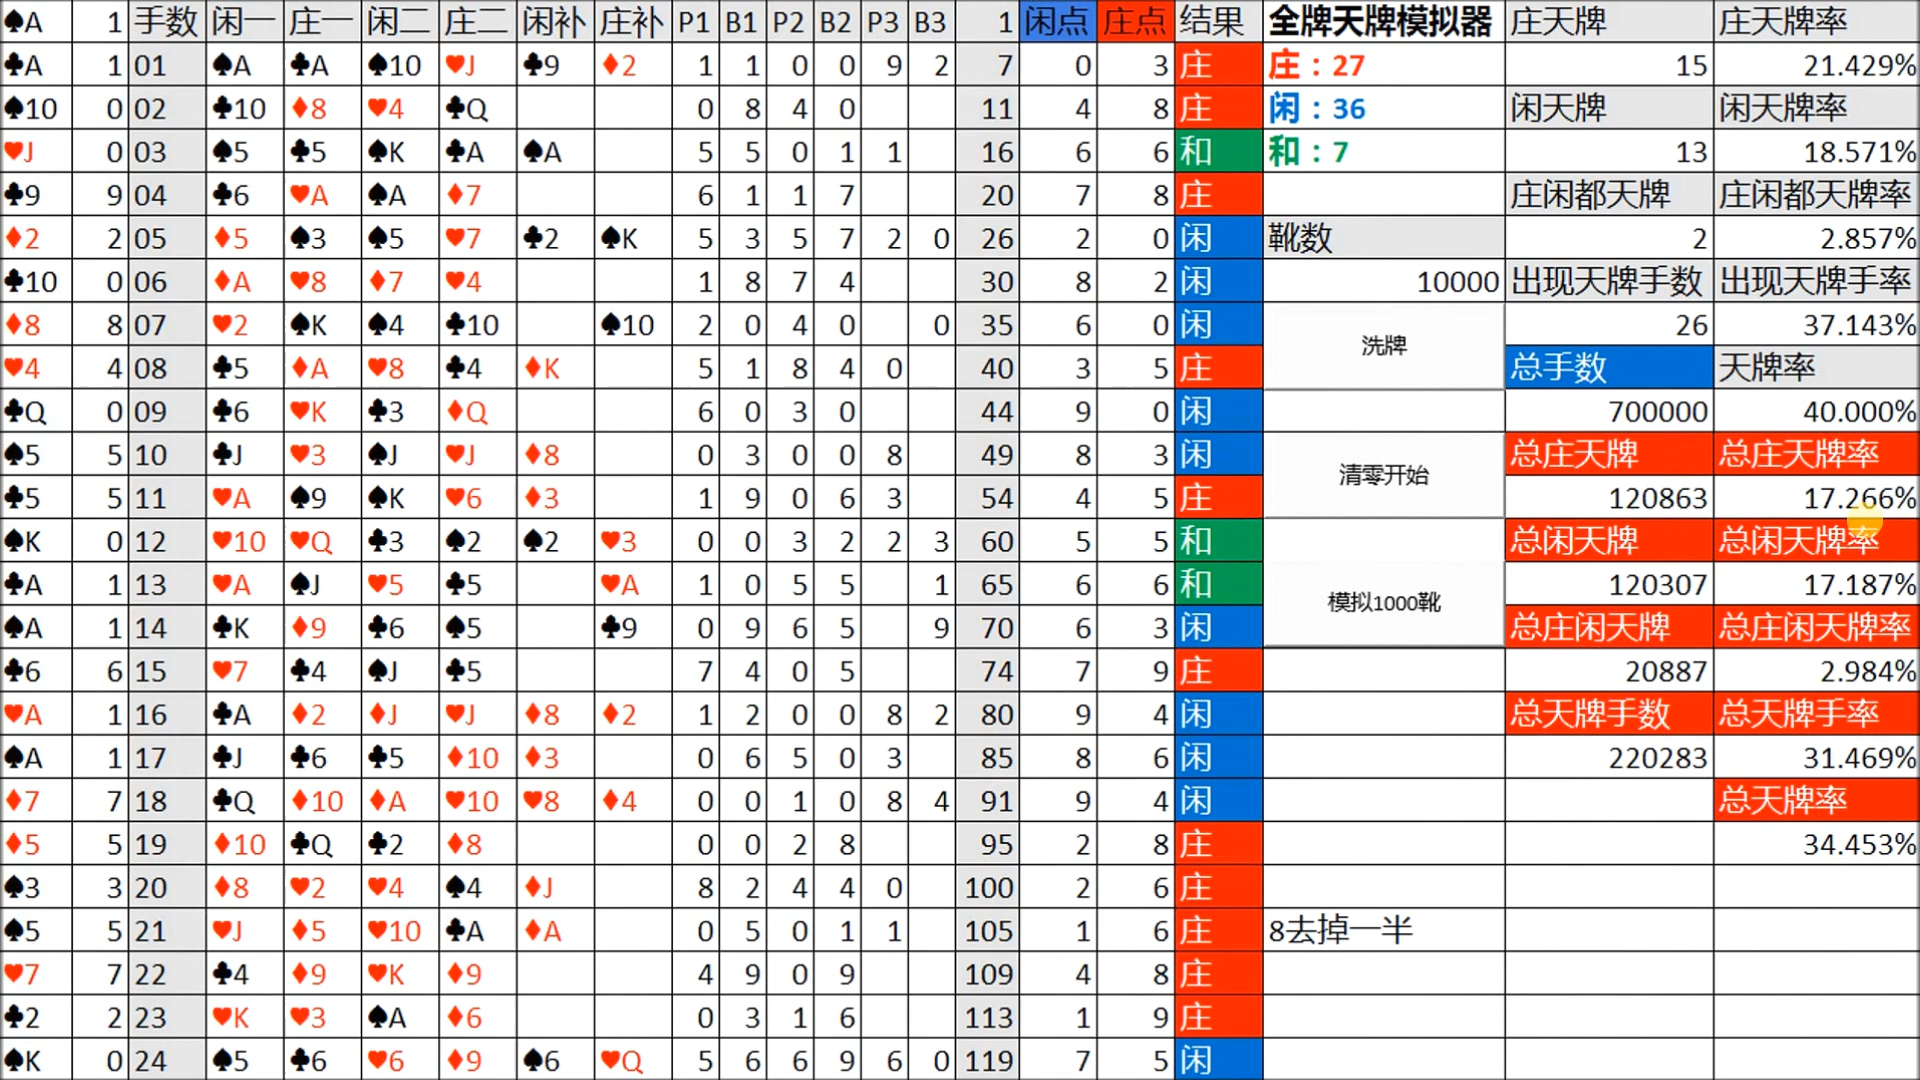 ♠A 1 手数 闲一 庄一 闲二 庄二 闲补 庄补 P1 B1 P2 B2 P3 B3 1 闲点 庄点 结果 全牌天牌模拟器 庄天牌 庄天牌率
♣A 1 01 ♠A ♣A ♠10 ♥J ♣9 ♦2 1 1 0 0 9 2 7 0 3 庄 庄：27 15 21.429%
♠10 0 02 ♣10 ♦8 ♥4 ♣Q 0 8 4 0 11 4 8 庄 闲：36 闲天牌 闲天牌率
♥J 0 03 ♠5 ♣5 ♠K ♣A ♠A 5 5 0 1 1 16 6 6 和 和：7 13 18.571%
♣9 9 04 ♣6 ♥A ♠A ♦7 6 1 1 7 20 7 8 庄 庄闲都天牌 庄闲都天牌率
♦2 2 05 ♦5 ♠3 ♠5 ♥7 ♣2 ♠K 5 3 5 7 2 0 26 2 0 闲 靴数 2 2.857%
♣10 0 06 ♦A ♥8 ♦7 ♥4 1 8 7 4 30 8 2 闲 10000 出现天牌手数 出现天牌手率
♦8 8 07 ♥2 ♠K ♠4 ♣10 ♠10 2 0 4 0 0 35 6 0 闲 洗牌 26 37.143%
♥4 4 08 ♣5 ♦A ♥8 ♣4 ♦K 5 1 8 4 0 40 3 5 庄 总手数 天牌率
♣Q 0 09 ♣6 ♥K ♣3 ♦Q 6 0 3 0 44 9 0 闲 700000 40.000%
♠5 5 10 ♣J ♥3 ♠J ♥J ♦8 0 3 0 0 8 49 8 3 闲 清零开始 总庄天牌 总庄天牌率
♣5 5 11 ♥A ♠9 ♠K ♥6 ♦3 1 9 0 6 3 54 4 5 庄 120863 17.266%
♠K 0 12 ♥10 ♥Q ♣3 ♠2 ♠2 ♥3 0 0 3 2 2 3 60 5 5 和 总闲天牌 总闲天牌率
♣A 1 13 ♥A ♠J ♥5 ♣5 ♥A 1 0 5 5 1 65 6 6 和 模拟1000靴 120307 17.187%
♠A 1 14 ♣K ♦9 ♣6 ♠5 ♣9 0 9 6 5 9 70 6 3 闲 总庄闲天牌 总庄闲天牌率
♣6 6 15 ♥7 ♣4 ♠J ♣5 7 4 0 5 74 7 9 庄 20887 2.984%
♥A 1 16 ♣A ♦2 ♦J ♥J ♦8 ♦2 1 2 0 0 8 2 80 9 4 闲 总天牌手数 总天牌手率
♠A 1 17 ♣J ♣6 ♣5 ♦10 ♦3 0 6 5 0 3 85 8 6 闲 220283 31.469%
♦7 7 18 ♣Q ♦10 ♦A ♥10 ♥8 ♦4 0 0 1 0 8 4 91 9 4 闲 总天牌率
♦5 5 19 ♦10 ♣Q ♣2 ♦8 0 0 2 8 95 2 8 庄 34.453%
♠3 3 20 ♦8 ♥2 ♥4 ♠4 ♦J 8 2 4 4 0 100 2 6 庄
♠5 5 21 ♥J ♦5 ♥10 ♣A ♦A 0 5 0 1 1 105 1 6 庄 8去掉一半
♥7 7 22 ♣4 ♦9 ♥K ♦9 4 9 0 9 109 4 8 庄
♣2 2 23 ♥K ♥3 ♠A ♦6 0 3 1 6 113 1 9 庄
♠K 0 24 ♠5 ♣6 ♥6 ♦9 ♠6 ♥Q 5 6 6 9 6 0 119 7 5 闲